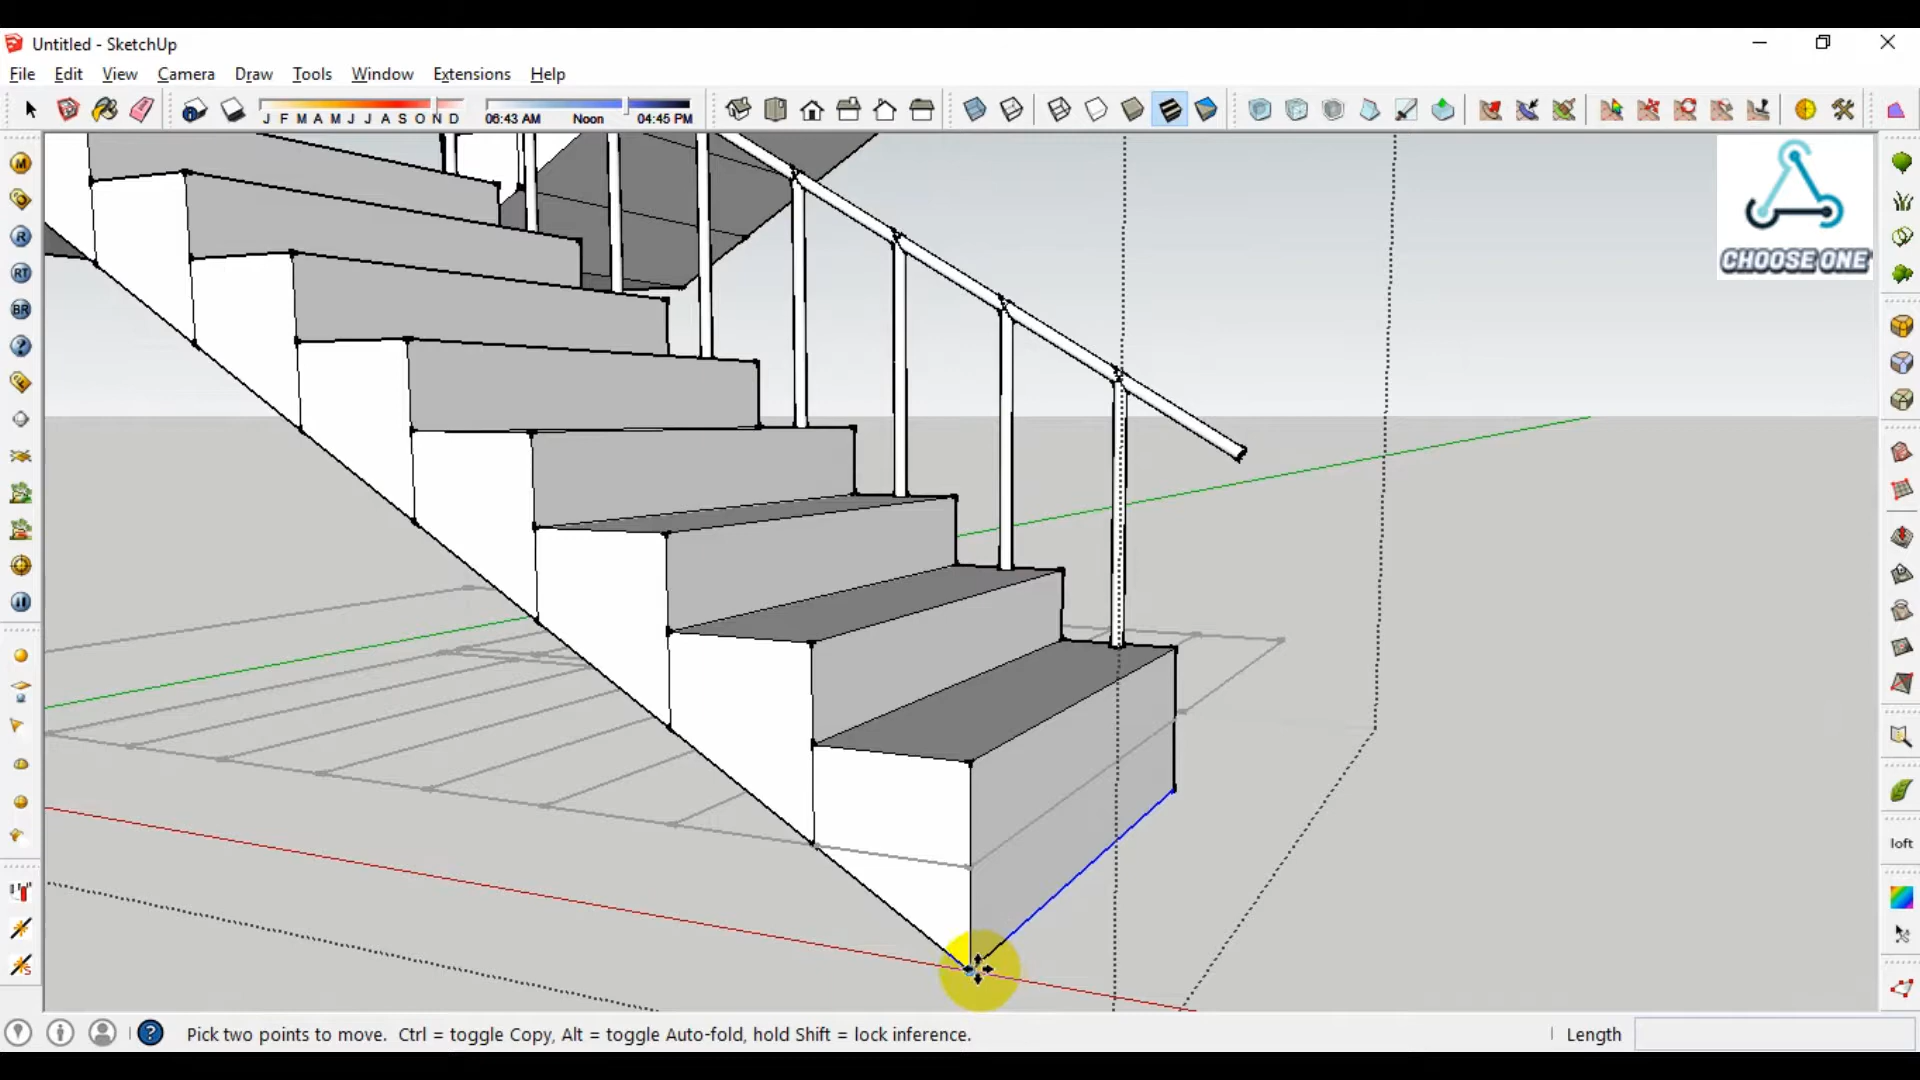 Untitled - SketchUp
File Edit View Camera Draw Tools Window Extensions Help
J F M A M J J A S O N D 06:43 AM Noon 04:45 PM
CHOOSE ONE
M
R
RT
BR
loft
Pick two points to move. Ctrl = toggle Copy, Alt = toggle Auto-fold, hold Shift = lock inference.
Length